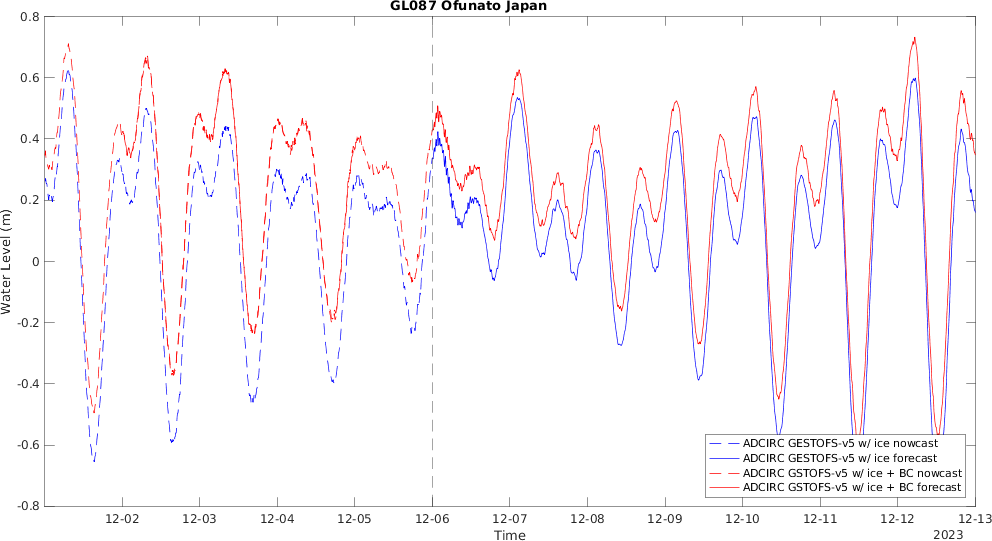 GL087 Ofunato Japan
0.8
0.6
0.4
0.2
0
-0.2
-0.4
-0.6
-0.8
Water Level (m)
ADCIRC GESTOFS-v5 w/ ice nowcast
ADCIRC GESTOFS-v5 w/ ice forecast
ADCIRC GSTOFS-v5 w/ ice + BC nowcast
ADCIRC GSTOFS-v5 w/ ice + BC forecast
12-02 12-03 12-04 12-05 12-06 12-07 12-08 12-09 12-10 12-11 12-12 12-13
Time
2023